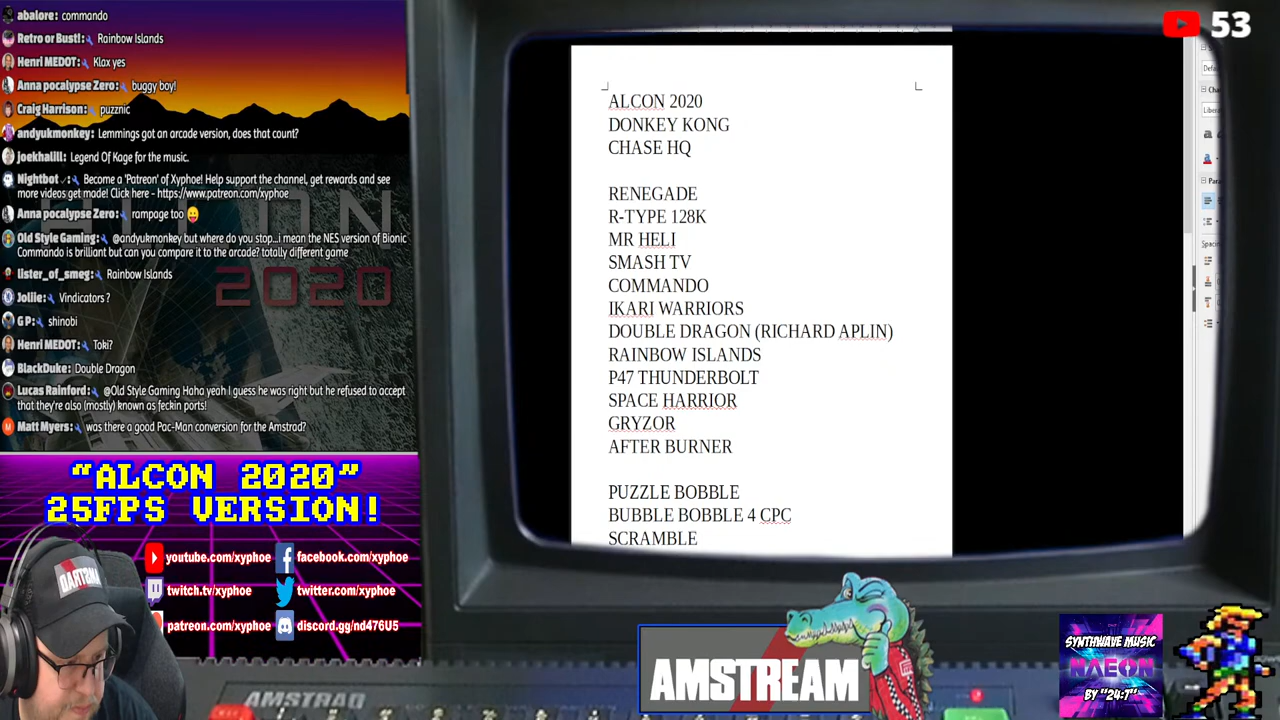 abalore: commando
Renter De Bust!: Rainbow islands
Henri MEDOT: Klax yes
Anna pocalypse Zero: buggy boy!
Craig Harrison: puzznic
andyukmonkey: Lemmings got an arcade version, does that count?
Joekhalili: Legend Of Kage for the music.
Nightbot: Become a 'Patreon' of Xyphoe! Help support the channel, get rewards and see
more videos get made! Click here - https://www.patreon.com/xyphoe
Anna pocalypse Zero: rampage too 😜
Old Style Gaming: @andyukmonkey but where do you stop...i mean the NES version of Bionic
Commando is brilliant but can you compare it to the arcade? totally different
game
lister_of_smeg: Rainbow Islands
Jollie: Vindicators ?
shinobi
Henri MEDOT: Toki?
DarkDuke: Double Dragon
Lucas Rainford: @Old Style Gaming Haha yeah I guess he was right but he refused to accept
that they're also (mostly) known as feckin ports!
Matt Myers: was there a good Pac-Man conversion for the Amstrad?
2020
"ALCON 2020"
25FPS VERSION!
youtube.com/xyphoe
facebook.com/xyphoe
twitch.tv/xyphoe
twitter.com/xyphoe
patreon.com/xyphoe
discord.gg/nd476U5
53
ALCON 2020
DONKEY KONG
CHASE HQ
RENEGADE
R-TYPE 128K
MR HELI
SMASH TV
COMMANDO
IKARI WARRIORS
DOUBLE DRAGON (RICHARD APLIN)
RAINBOW ISLANDS
P47 THUNDERBOLT
SPACE HARRIOR
GRYZOR
AFTER BURNER
PUZZLE BOBBLE
BUBBLE BOBBLE 4 CPC
SCRAMBLE
AMSTREAM
SYNTHWAVE MUSIC
BY "24:7"